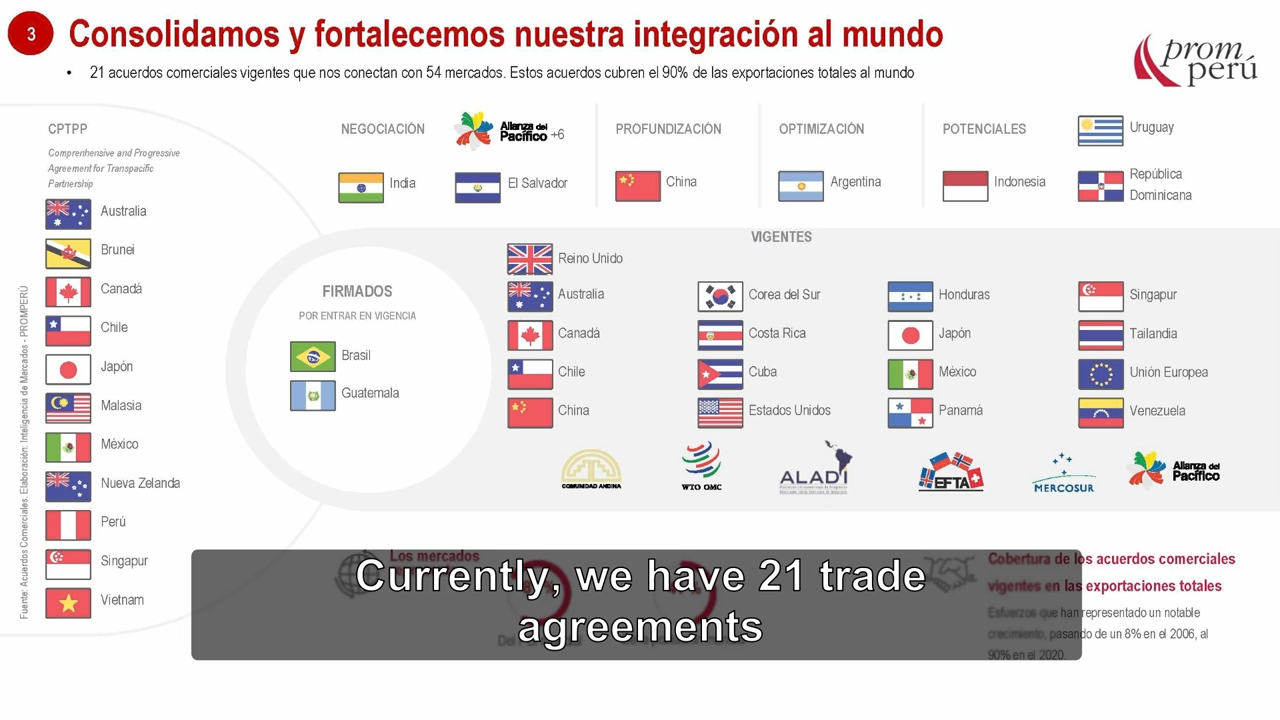 3
Consolidamos y fortalecemos nuestra integración al mundo
• 21 acuerdos comerciales vigentes que nos conectan con 54 mercados. Estos acuerdos cubren el 90% de las exportaciones totales al mundo
prom
perú
CPTPP
Comprenhensive and Progressive
Agreement for Transpacific
Partnership
Australia
Brunei
Canadá
Chile
Japón
Malasia
México
Nueva Zelanda
Perú
Singapur
Vietnam
Fuente: Acuerdos Comerciales. Elaboración: Inteligencia de Mercados - PROMPERÚ
NEGOCIACIÓN
Alianza del
Pacífico +6
India
El Salvador
PROFUNDIZACIÓN
China
OPTIMIZACIÓN
Argentina
POTENCIALES
Uruguay
Indonesia
República
Dominicana
FIRMADOS
POR ENTRAR EN VIGENCIA
Brasil
Guatemala
VIGENTES
Reino Unido
Australia
Canadá
Chile
China
Corea del Sur
Costa Rica
Cuba
Estados Unidos
Honduras
Japón
México
Panamá
Singapur
Tailandia
Unión Europea
Venezuela
COMUNIDAD ANDINA
WTO OMC
ALADI
EFTA
MERCOSUR
Alianza del
Pacífico
Los mercados
Currently, we have 21 trade
agreements
Cobertura de los acuerdos comerciales
vigentes en las exportaciones totales
Esfuerzos que han representado un notable
crecimiento, pasando de un 8% en el 2006, al
90% en el 2020.